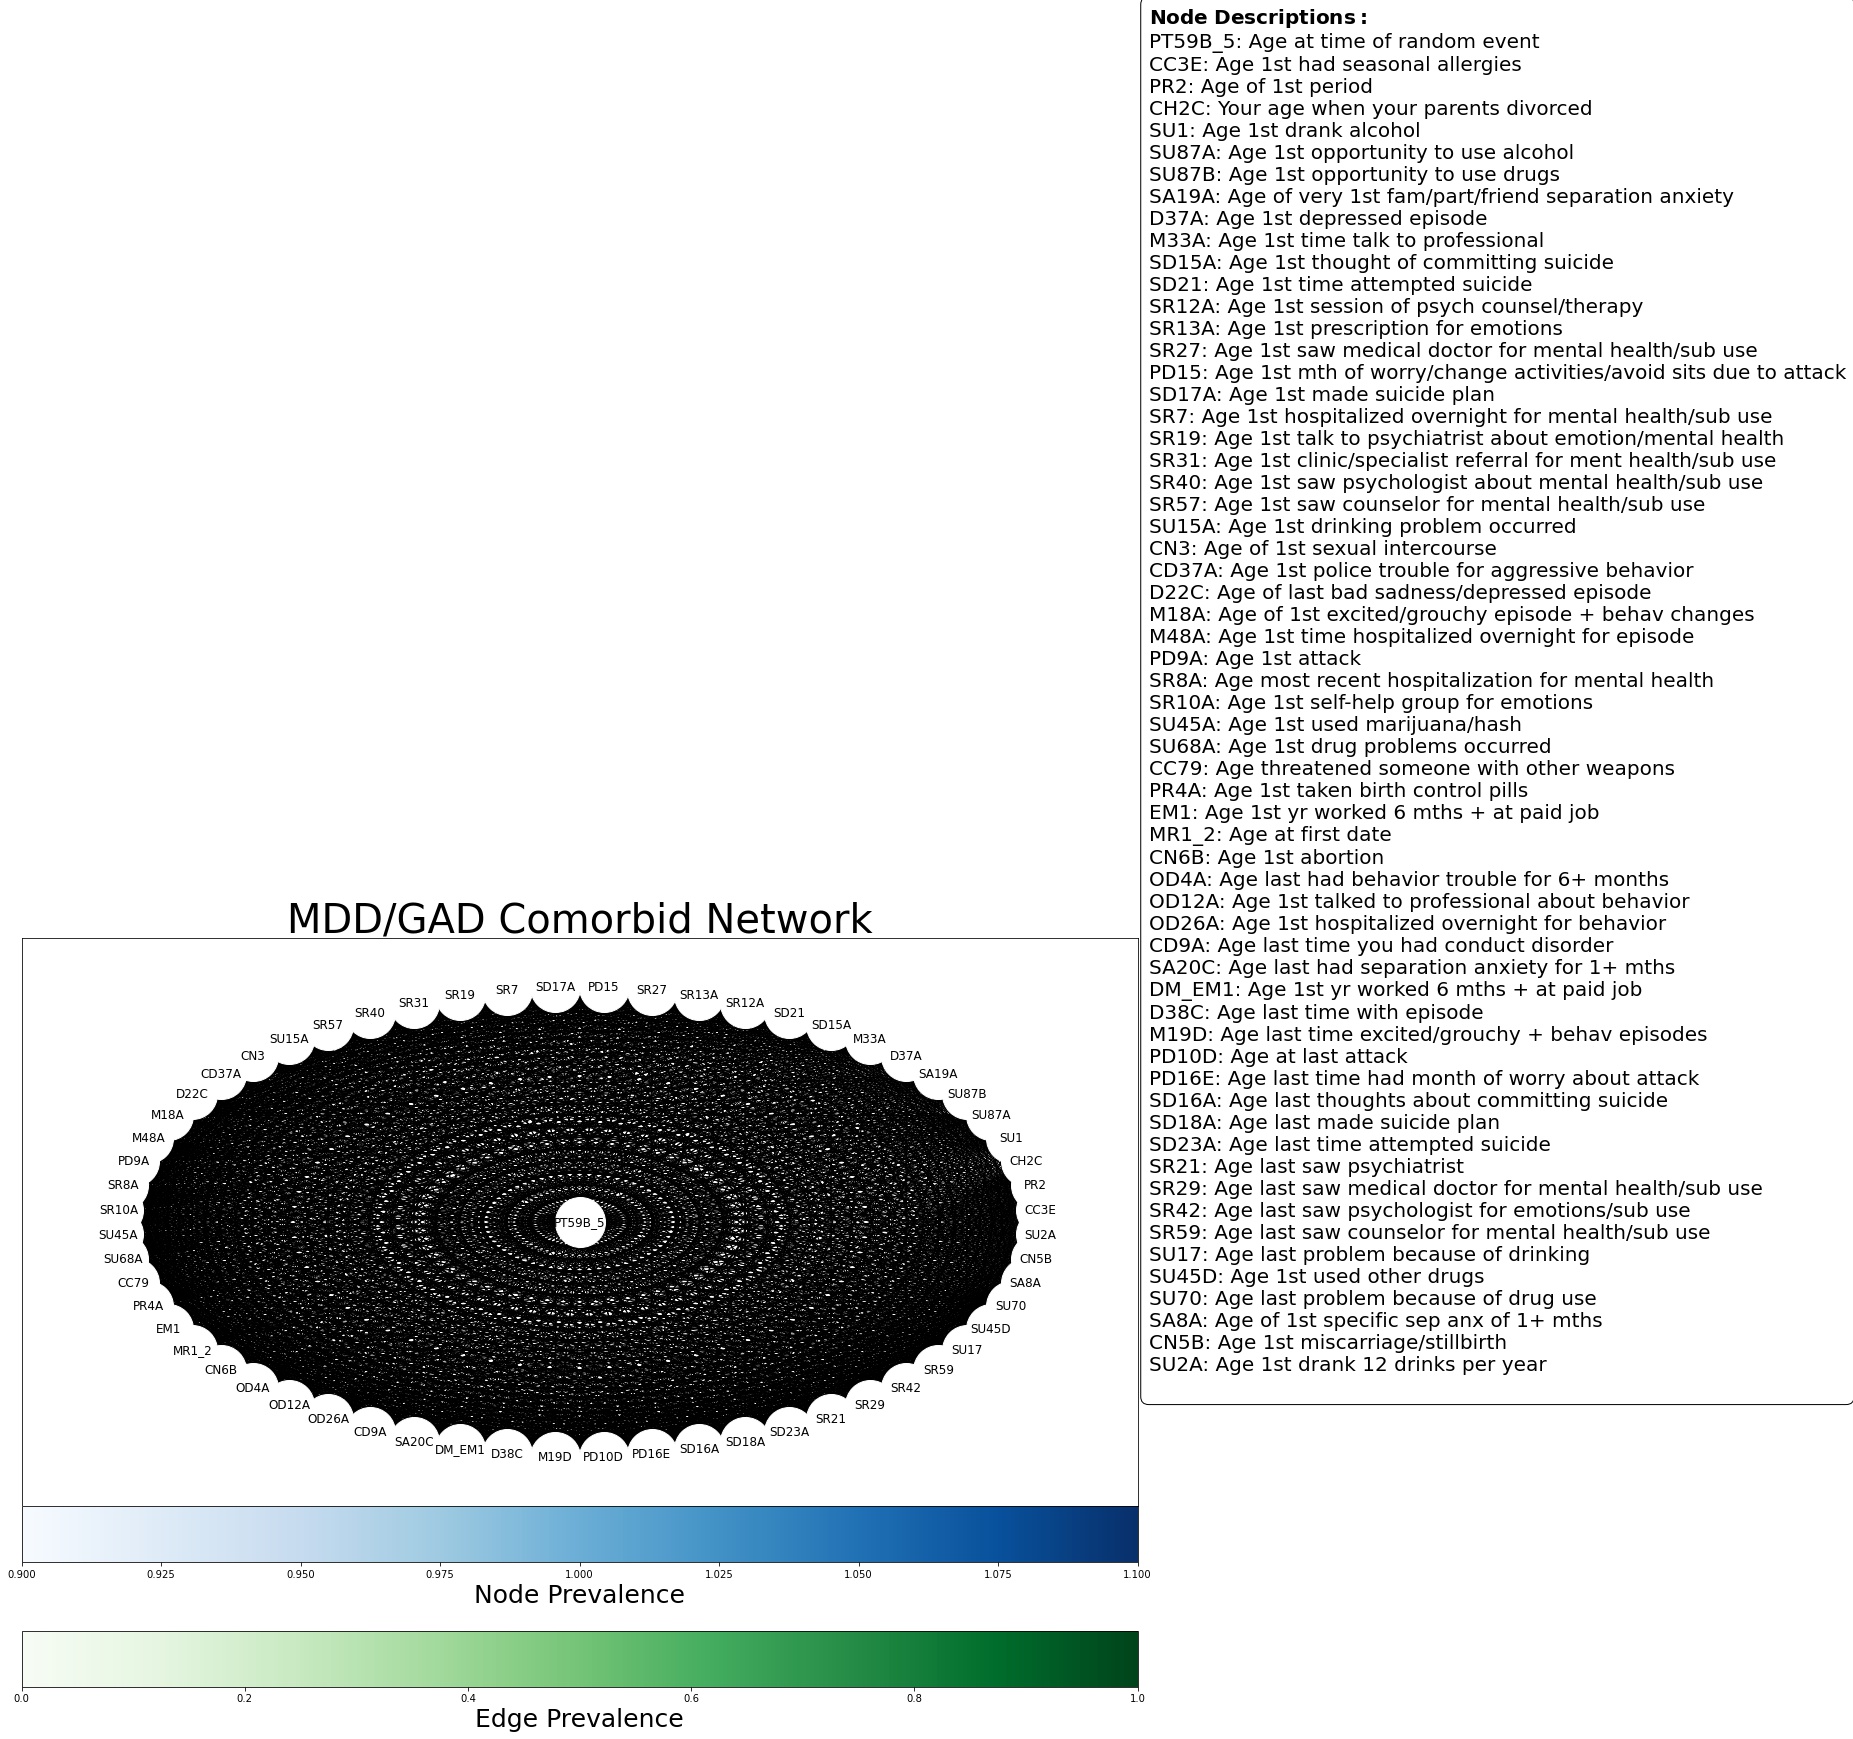 Node Descriptions:
PT59B_5: Age at time of random event
CC3E: Age 1st had seasonal allergies
PR2: Age of 1st period
CH2C: Your age when your parents divorced
SU1: Age 1st drank alcohol
SU87A: Age 1st opportunity to use alcohol
SU87B: Age 1st opportunity to use drugs
SA19A: Age of very 1st fam/part/friend separation anxiety
D37A: Age 1st depressed episode
M33A: Age 1st time talk to professional
SD15A: Age 1st thought of committing suicide
SD21: Age 1st time attempted suicide
SR12A: Age 1st session of psych counsel/therapy
SR13A: Age 1st prescription for emotions
SR27: Age 1st saw medical doctor for mental health/sub use
PD15: Age 1st mth of worry/change activities/avoid sits due to attack
SD17A: Age 1st made suicide plan
SR7: Age 1st hospitalized overnight for mental health/sub use
SR19: Age 1st talk to psychiatrist about emotion/mental health
SR31: Age 1st clinic/specialist referral for ment health/sub use
SR40: Age 1st saw psychologist about mental health/sub use
SR57: Age 1st saw counselor for mental health/sub use
SU15A: Age 1st drinking problem occurred
CN3: Age of 1st sexual intercourse
CD37A: Age 1st police trouble for aggressive behavior
D22C: Age of last bad sadness/depressed episode
M18A: Age of 1st excited/grouchy episode + behav changes
M48A: Age 1st time hospitalized overnight for episode
PD9A: Age 1st attack
SR8A: Age most recent hospitalization for mental health
SR10A: Age 1st self-help group for emotions
SU45A: Age 1st used marijuana/hash
SU68A: Age 1st drug problems occurred
CC79: Age threatened someone with other weapons
PR4A: Age 1st taken birth control pills
EM1: Age 1st yr worked 6 mths + at paid job
MR1_2: Age at first date
CN6B: Age 1st abortion
OD4A: Age last had behavior trouble for 6+ months
OD12A: Age 1st talked to professional about behavior
OD26A: Age 1st hospitalized overnight for behavior
CD9A: Age last time you had conduct disorder
SA20C: Age last had separation anxiety for 1+ mths
DM_EM1: Age 1st yr worked 6 mths + at paid job
D38C: Age last time with episode
M19D: Age last time excited/grouchy + behav episodes
PD10D: Age at last attack
PD16E: Age last time had month of worry about attack
SD16A: Age last thoughts about committing suicide
SD18A: Age last made suicide plan
SD23A: Age last time attempted suicide
SR21: Age last saw psychiatrist
SR29: Age last saw medical doctor for mental health/sub use
SR42: Age last saw psychologist for emotions/sub use
SR59: Age last saw counselor for mental health/sub use
SU17: Age last problem because of drinking
SU45D: Age 1st used other drugs
SU70: Age last problem because of drug use
SA8A: Age of 1st specific sep anx of 1+ mths
CN5B: Age 1st miscarriage/stillbirth
SU2A: Age 1st drank 12 drinks per year
MDD/GAD Comorbid Network
PT59B_5
CC3E
PR2
CH2C
SU1
SU87A
SU87B
SA19A
D37A
M33A
SD15A
SD21
SR12A
SR13A
SR27
PD15
SD17A
SR7
SR19
SR31
SR40
SR57
SU15A
CN3
CD37A
D22C
M18A
M48A
PD9A
SR8A
SR10A
SU45A
SU68A
CC79
PR4A
EM1
MR1_2
CN6B
OD4A
OD12A
OD26A
CD9A
SA20C
DM_EM1
D38C
M19D
PD10D
PD16E
SD16A
SD18A
SD23A
SR21
SR29
SR42
SR59
SU17
SU45D
SU70
SA8A
CN5B
SU2A
0.900 0.925 0.950 0.975 1.000 1.025 1.050 1.075 1.100
Node Prevalence
0.0 0.2 0.4 0.6 0.8 1.0
Edge Prevalence